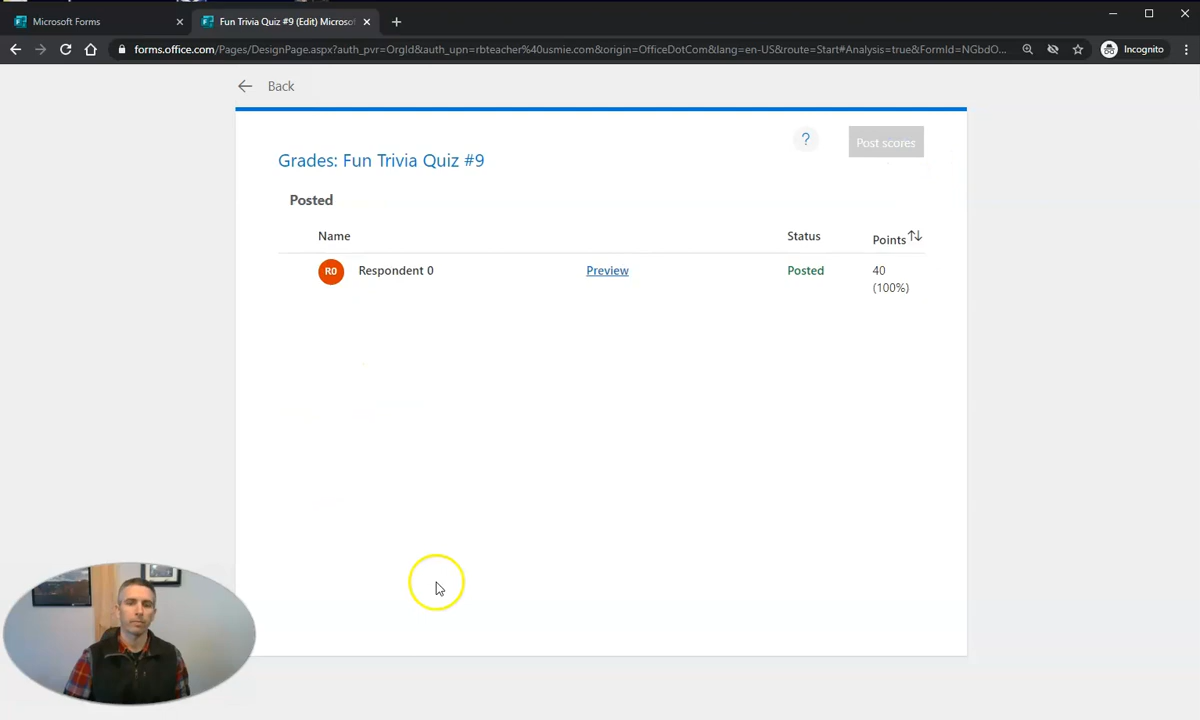 Microsoft Forms
Fun Trivia Quiz #9 (Edit) Microsof
forms.office.com/Pages/DesignPage.aspx?auth_pvr=OrgId&auth_upn=rbteacher%40usmie.com&origin=OfficeDotCom&lang=en-US&route=Start#Analysis=true&FormId=NGbdO...
Incognito
Back
? Post scores
Grades: Fun Trivia Quiz #9
Posted
Name Status Points
R0 Respondent 0 Preview Posted 40
(100%)